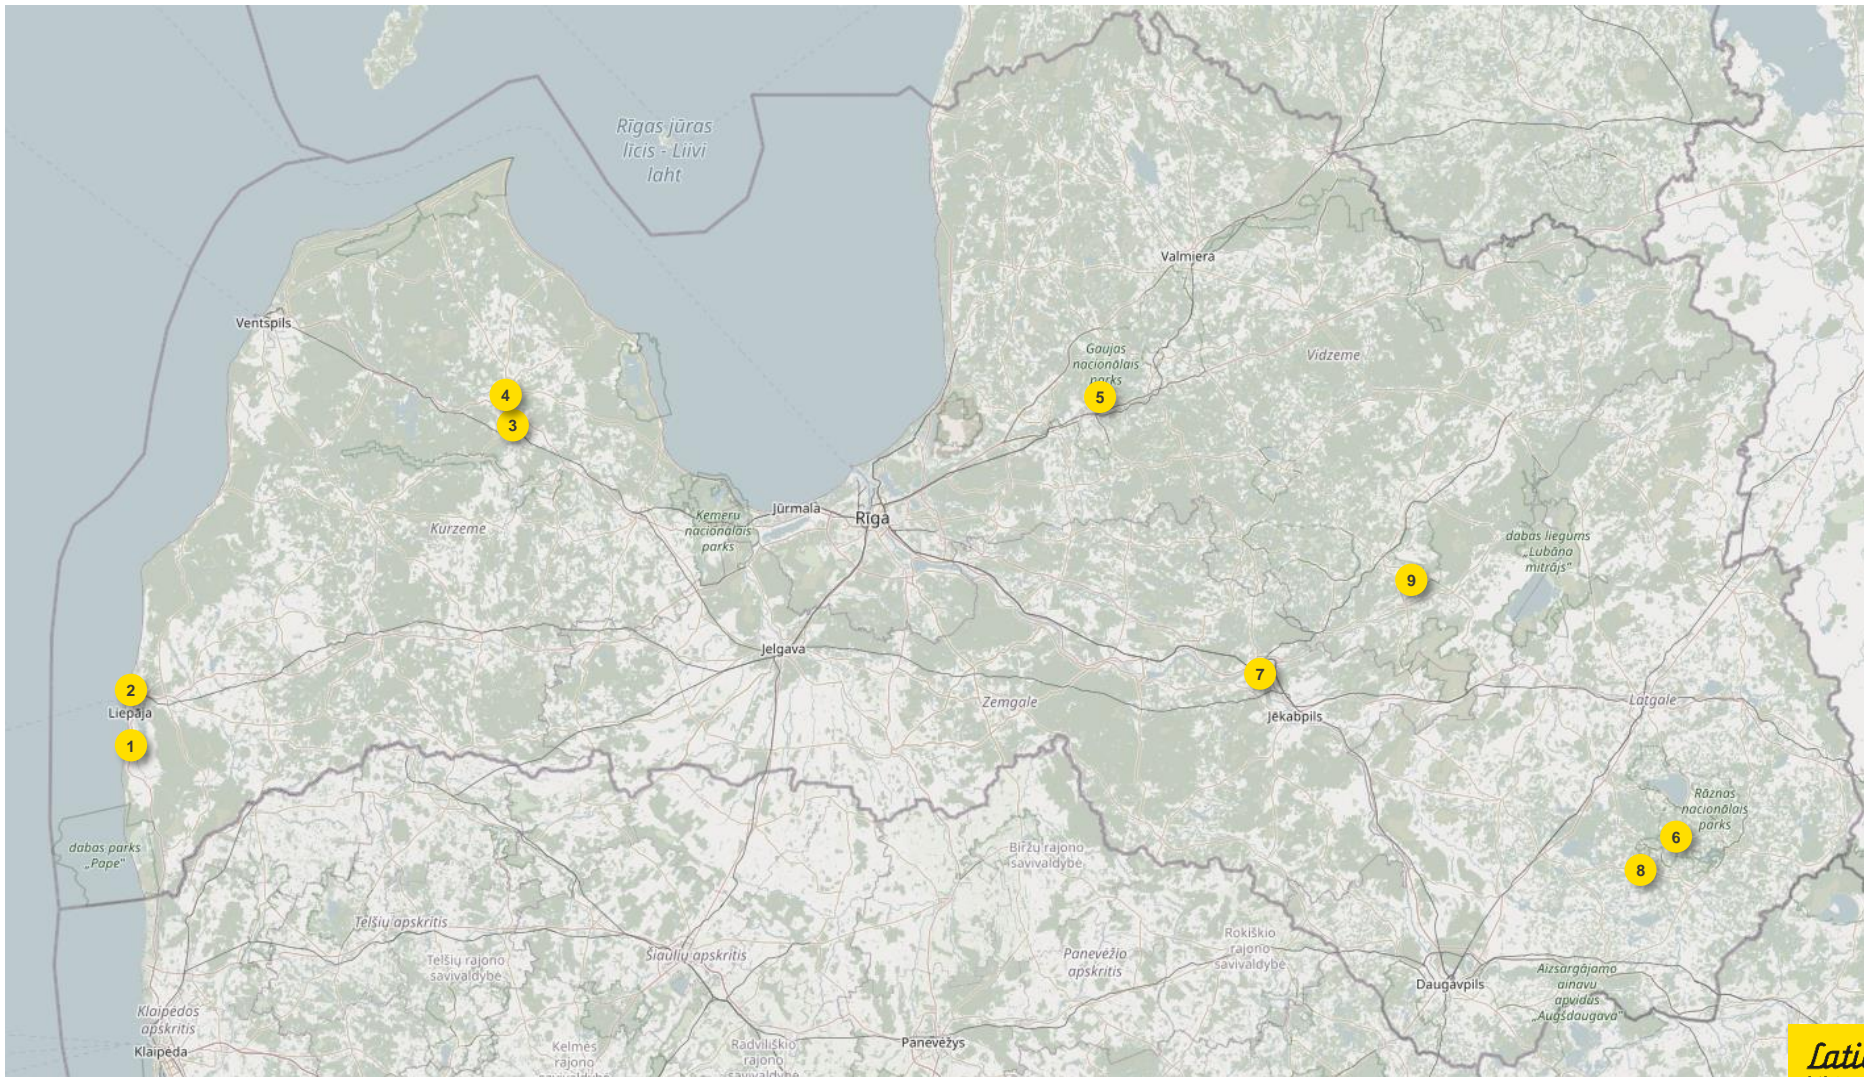 Rīgas jūras
līcis - Liivi
laht
Valmiera
Ventspils
Gaujas
nacionālais
parks
Vidzeme
4
5
3
Jūrmala
Rīga
Ķemeru
nacionālais
parks
Kurzeme
dabas liegums
„Lubāna
mitrājs"
9
Jelgava
7
2
Liepāja
Zemgale
Latgale
Jēkabpils
1
Rāznas
nacionālais
parks
6
dabas parks
„Pape"
Biržų rajono
savivaldybė
8
Telšių apskritis
Rokiškio
rajono
savivaldybė
Šiaulių apskritis
Panevėžio
apskritis
Telšių rajono
savivaldybė
Aizsargājamo
ainavu
apvidus
„Augšdaugava"
Daugavpils
Klaipėdos
apskritis
Klaipėda
Kelmės
rajono
savivaldybė
Radviliškio
rajono
savivaldybė
Panevėžys